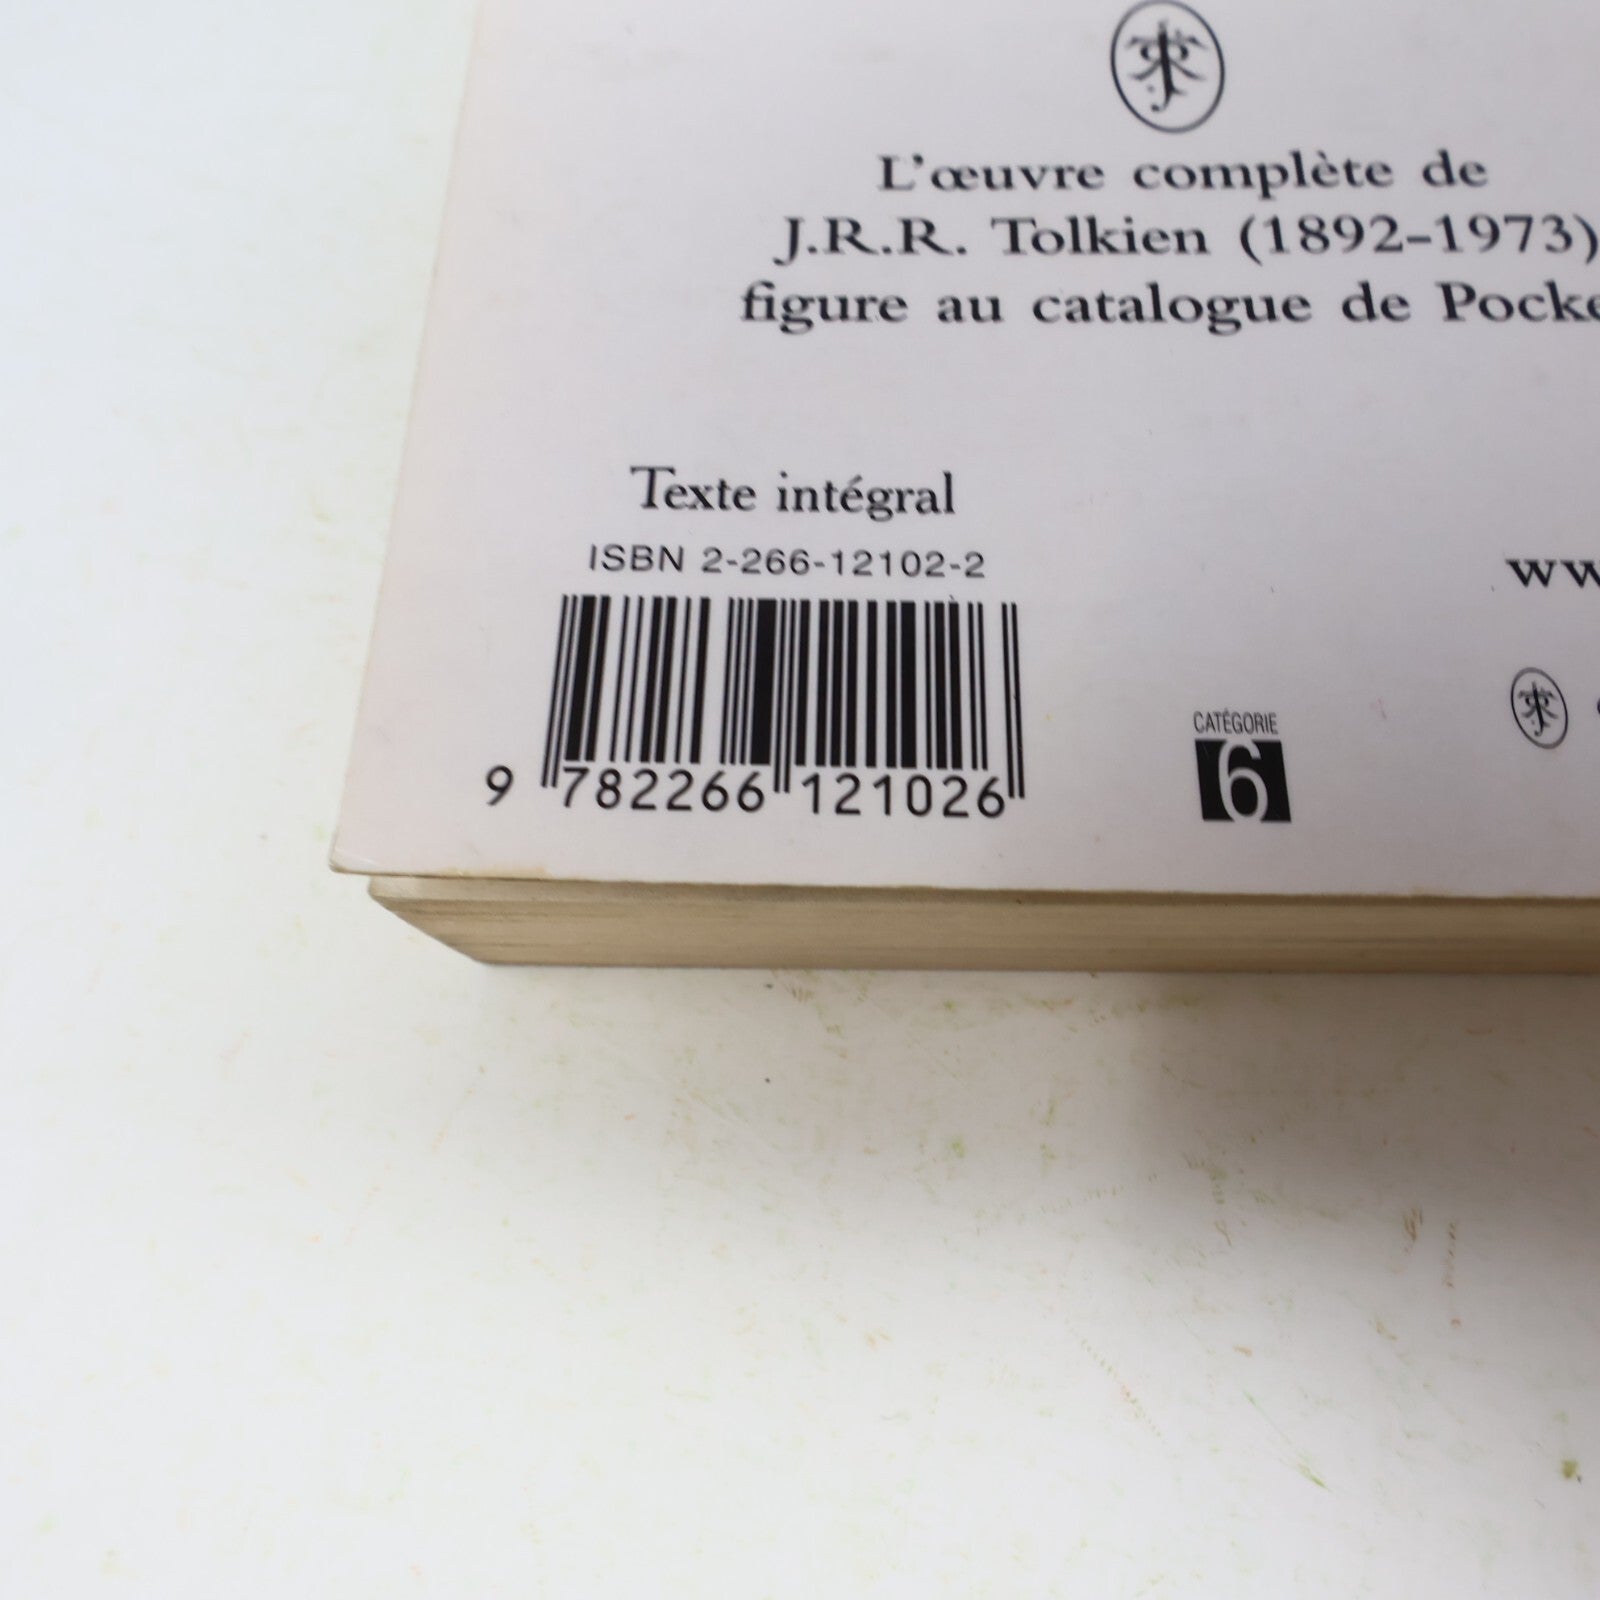 L'œuvre complète de
J.R.R. Tolkien (1892-1973)
figure au catalogue de
Texte intégral
ISBN 2-266-12102-2
9 782266 121026
CATÉGORIE
6